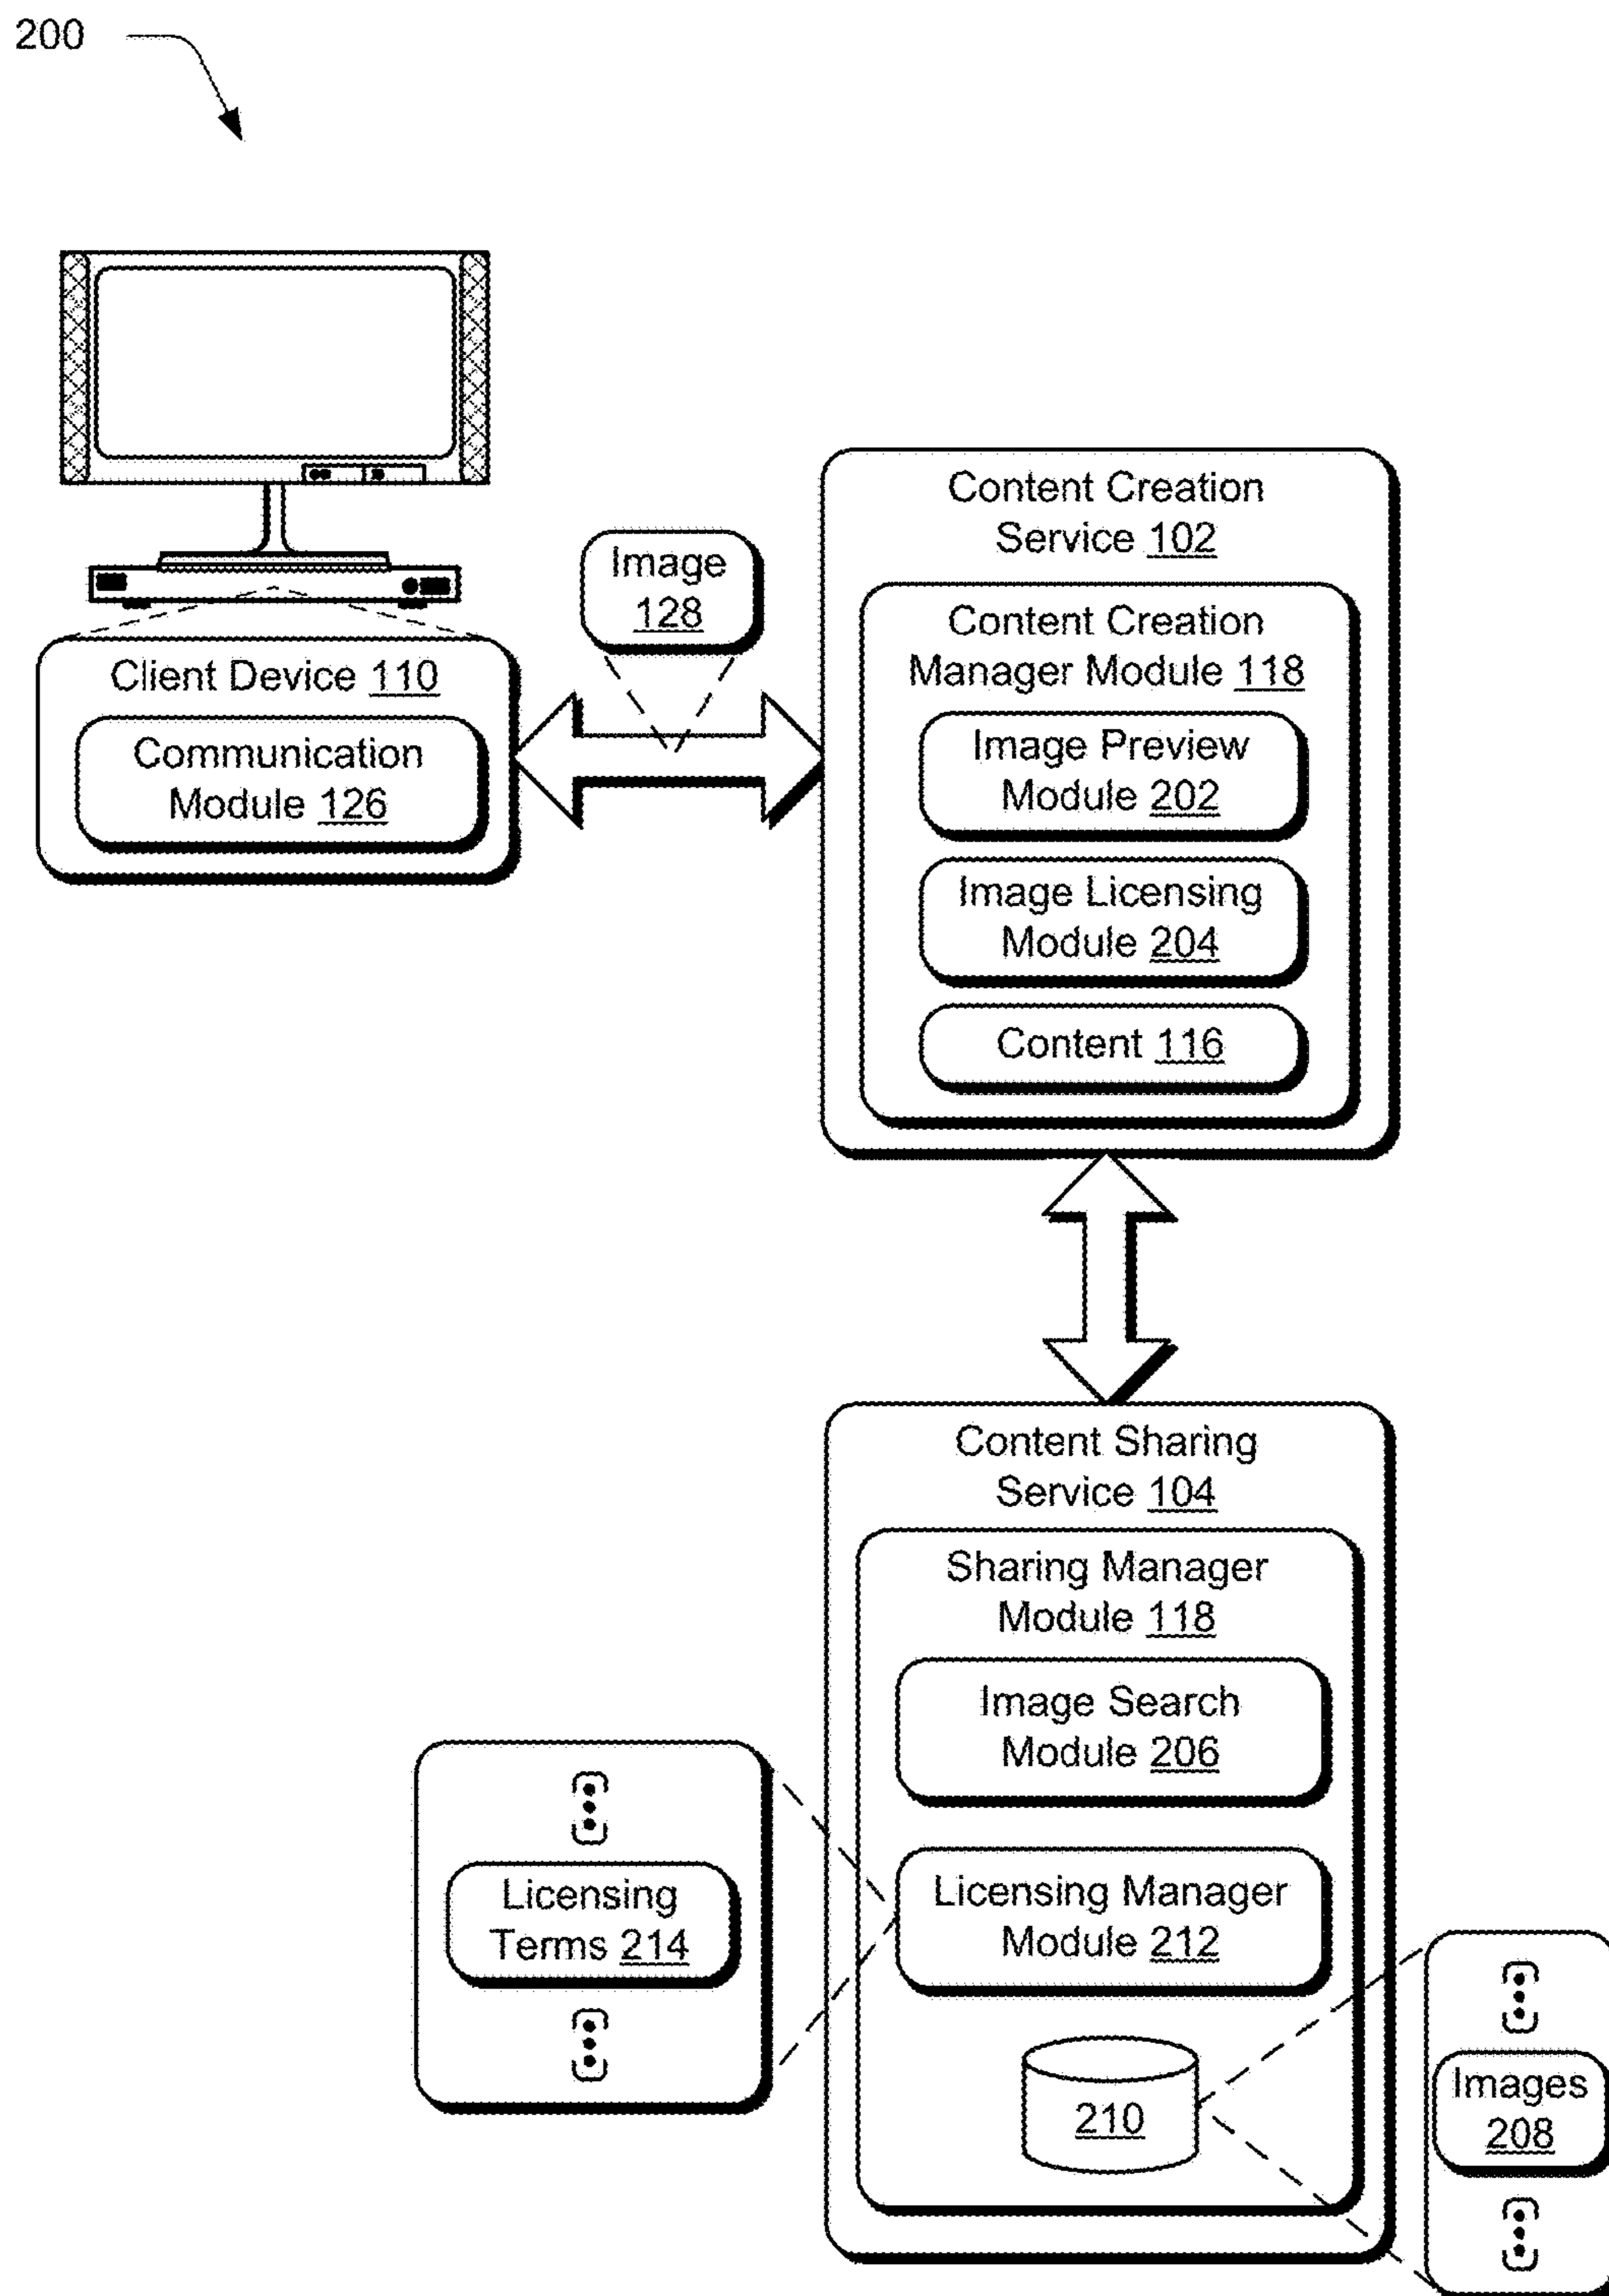 200
Client Device 110
Communication
Module 126
Image
128
Content Creation
Service 102
Content Creation
Manager Module 118
Image Preview
Module 202
Image Licensing
Module 204
Content 116
Content Sharing
Service 104
Sharing Manager
Module 118
Image Search
Module 206
Licensing Manager
Module 212
210
Licensing
Terms 214
Images
208